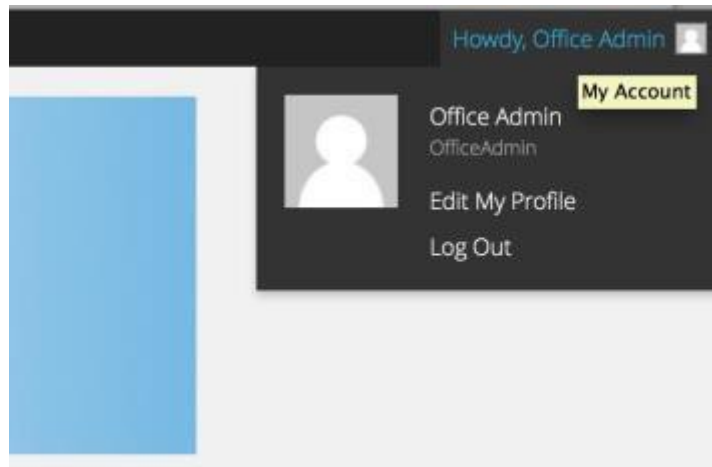 Howdy, Office Admin
My Account
Office Admin
OfficeAdmin
Edit My Profile
Log Out